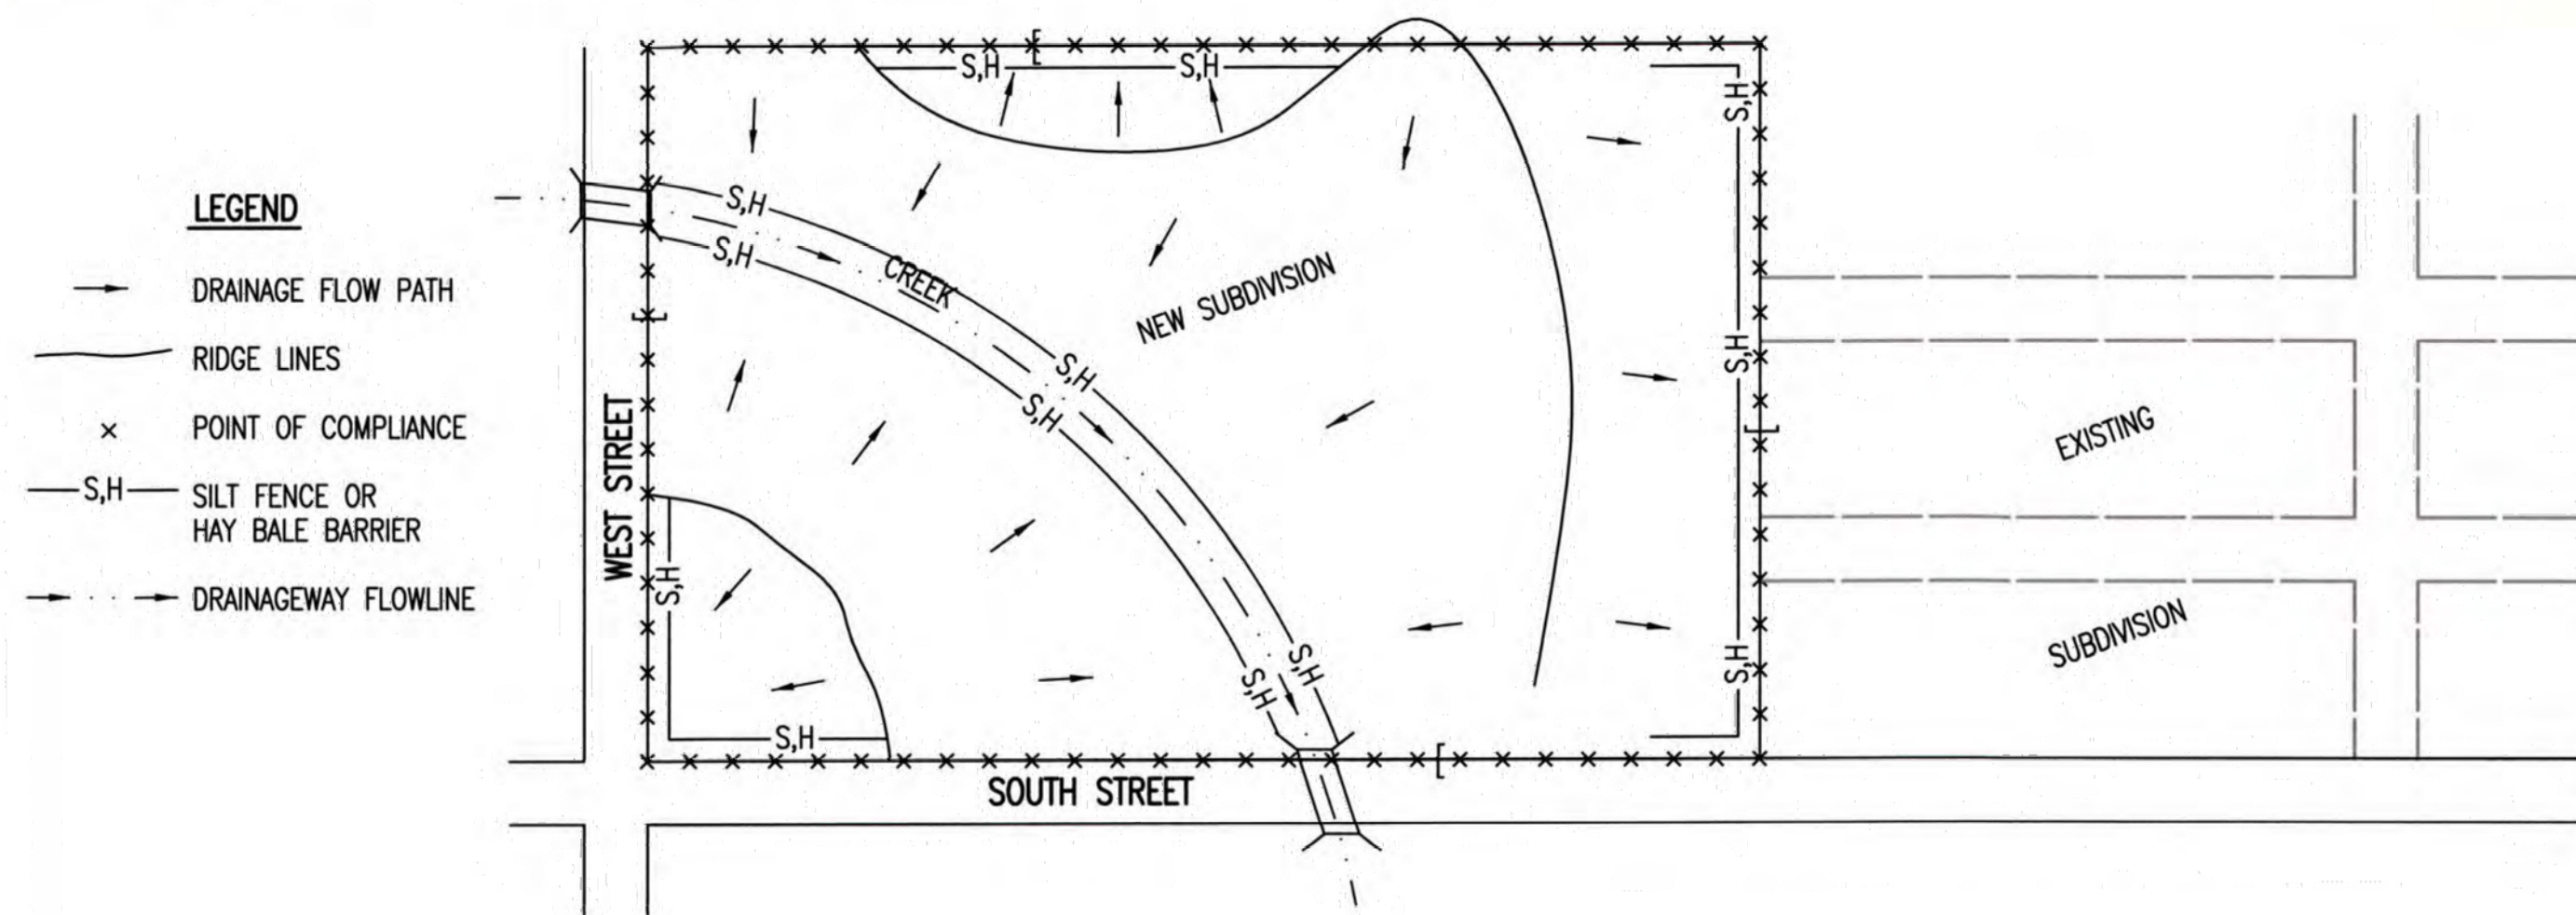 LEGEND
DRAINAGE FLOW PATH
RIDGE LINES
POINT OF COMPLIANCE
S,H
SILT FENCE OR
HAY BALE BARRIER
DRAINAGEWAY FLOWLINE
S,H
S,H
S,H
S,H
S,H
CREEK
NEW SUBDIVISION
S,H
S,H
S,H
WEST STREET
EXISTING
S,H
S,H
S,H
S,H
SUBDIVISION
S,H
SOUTH STREET